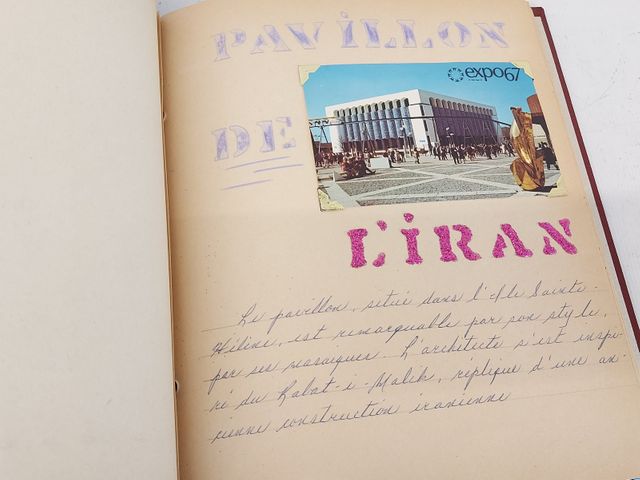 PAVILLON
expo67
DE
L'IRAN
Le pavillon, situé dans l'île Sainte-
Hélène, est remarquable par son style,
par ses mosaïques. L'architecte s'est inspi-
ré du Rabat-i-Malik, réplique d'une an-
cienne construction iranienne